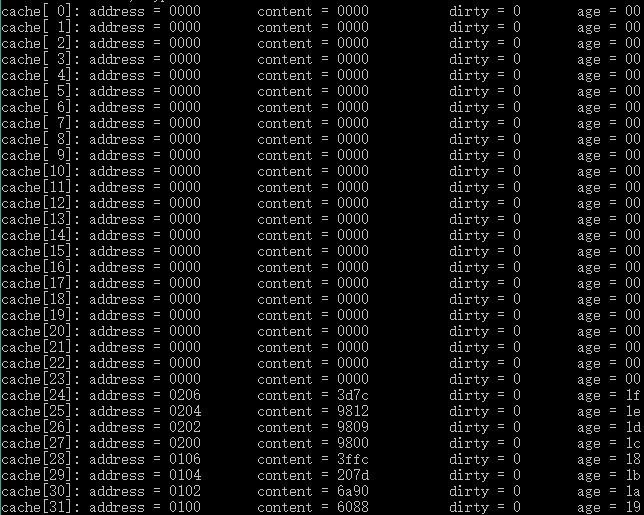 cache[ 0]: address = 0000 content = 0000 dirty = 0 age = 00
cache[ 1]: address = 0000 content = 0000 dirty = 0 age = 00
cache[ 2]: address = 0000 content = 0000 dirty = 0 age = 00
cache[ 3]: address = 0000 content = 0000 dirty = 0 age = 00
cache[ 4]: address = 0000 content = 0000 dirty = 0 age = 00
cache[ 5]: address = 0000 content = 0000 dirty = 0 age = 00
cache[ 6]: address = 0000 content = 0000 dirty = 0 age = 00
cache[ 7]: address = 0000 content = 0000 dirty = 0 age = 00
cache[ 8]: address = 0000 content = 0000 dirty = 0 age = 00
cache[ 9]: address = 0000 content = 0000 dirty = 0 age = 00
cache[10]: address = 0000 content = 0000 dirty = 0 age = 00
cache[11]: address = 0000 content = 0000 dirty = 0 age = 00
cache[12]: address = 0000 content = 0000 dirty = 0 age = 00
cache[13]: address = 0000 content = 0000 dirty = 0 age = 00
cache[14]: address = 0000 content = 0000 dirty = 0 age = 00
cache[15]: address = 0000 content = 0000 dirty = 0 age = 00
cache[16]: address = 0000 content = 0000 dirty = 0 age = 00
cache[17]: address = 0000 content = 0000 dirty = 0 age = 00
cache[18]: address = 0000 content = 0000 dirty = 0 age = 00
cache[19]: address = 0000 content = 0000 dirty = 0 age = 00
cache[20]: address = 0000 content = 0000 dirty = 0 age = 00
cache[21]: address = 0000 content = 0000 dirty = 0 age = 00
cache[22]: address = 0000 content = 0000 dirty = 0 age = 00
cache[23]: address = 0000 content = 0000 dirty = 0 age = 00
cache[24]: address = 0206 content = 3d7c dirty = 0 age = 1f
cache[25]: address = 0204 content = 9812 dirty = 0 age = 1e
cache[26]: address = 0202 content = 9809 dirty = 0 age = 1d
cache[27]: address = 0200 content = 9800 dirty = 0 age = 1c
cache[28]: address = 0106 content = 3ffc dirty = 0 age = 18
cache[29]: address = 0104 content = 207d dirty = 0 age = 1b
cache[30]: address = 0102 content = 6a90 dirty = 0 age = 1a
cache[31]: address = 0100 content = 6088 dirty = 0 age = 19